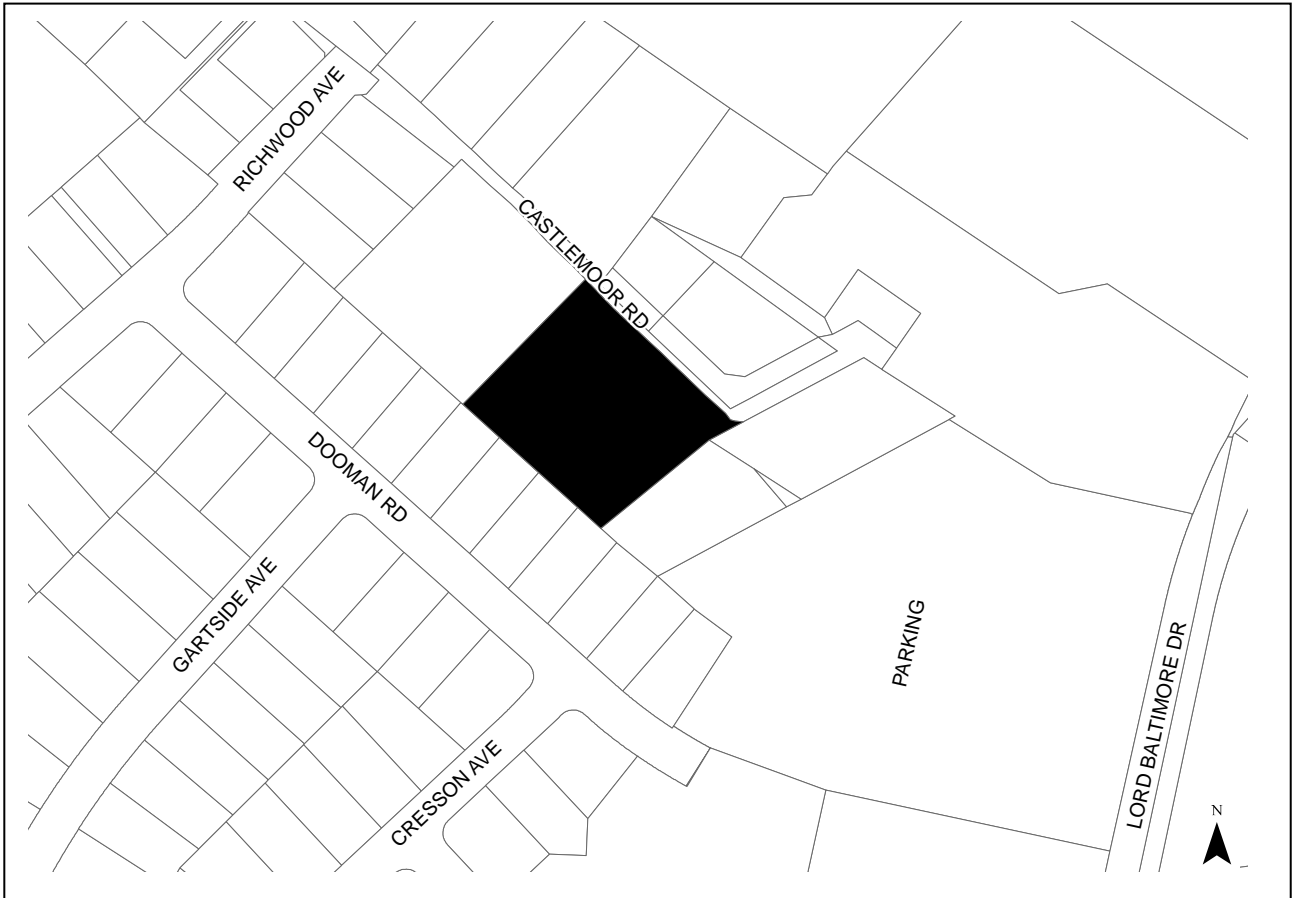 RICHWOOD AVE
CASTLEMOOR RD
DOOMAN RD
GARTSIDE AVE
PARKING
LORD BALTIMORE DR
CRESSON AVE
N